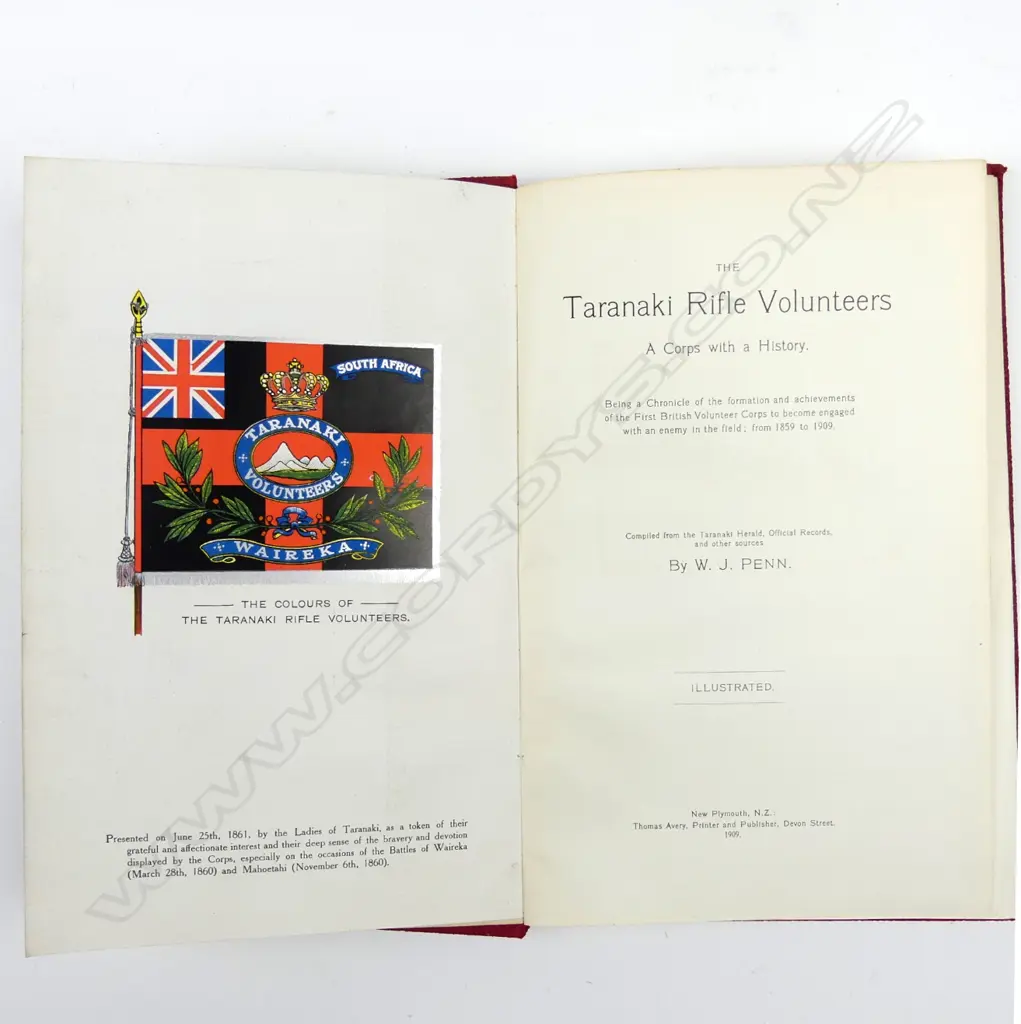 SOUTH AFRICA
TARANAKI
VOLUNTEERS
WAIREKA
THE COLOURS OF
THE TARANAKI RIFLE VOLUNTEERS.
Presented on June 25th, 1861, by the Ladies of Taranaki, as a token of their
grateful and affectionate interest and their deep sense of the bravery and devotion
displayed by the Corps, especially on the occasions of the Battles of Waireka
(March 28th, 1860) and Mahoetahi (November 6th, 1860).
THE
Taranaki Rifle Volunteers
A Corps with a History.
Being a Chronicle of the formation and achievements
of the First British Volunteer Corps to become engaged
with an enemy in the field; from 1859 to 1909.
Compiled from the Taranaki Herald, Official Records,
and other sources
By W. J. PENN.
ILLUSTRATED.
New Plymouth, N.Z.:
Thomas Avery, Printer and Publisher, Devon Street.
1909.
WWW.CORDYS.CO.NZ